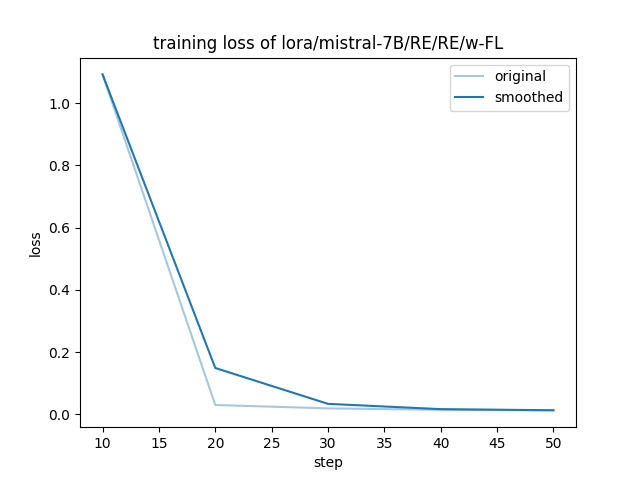 training loss of lora/mistral-7B/RE/RE/w-FL
original
smoothed
1.0
0.8
0.6
0.4
0.2
0.0
loss
10 15 20 25 30 35 40 45 50
step